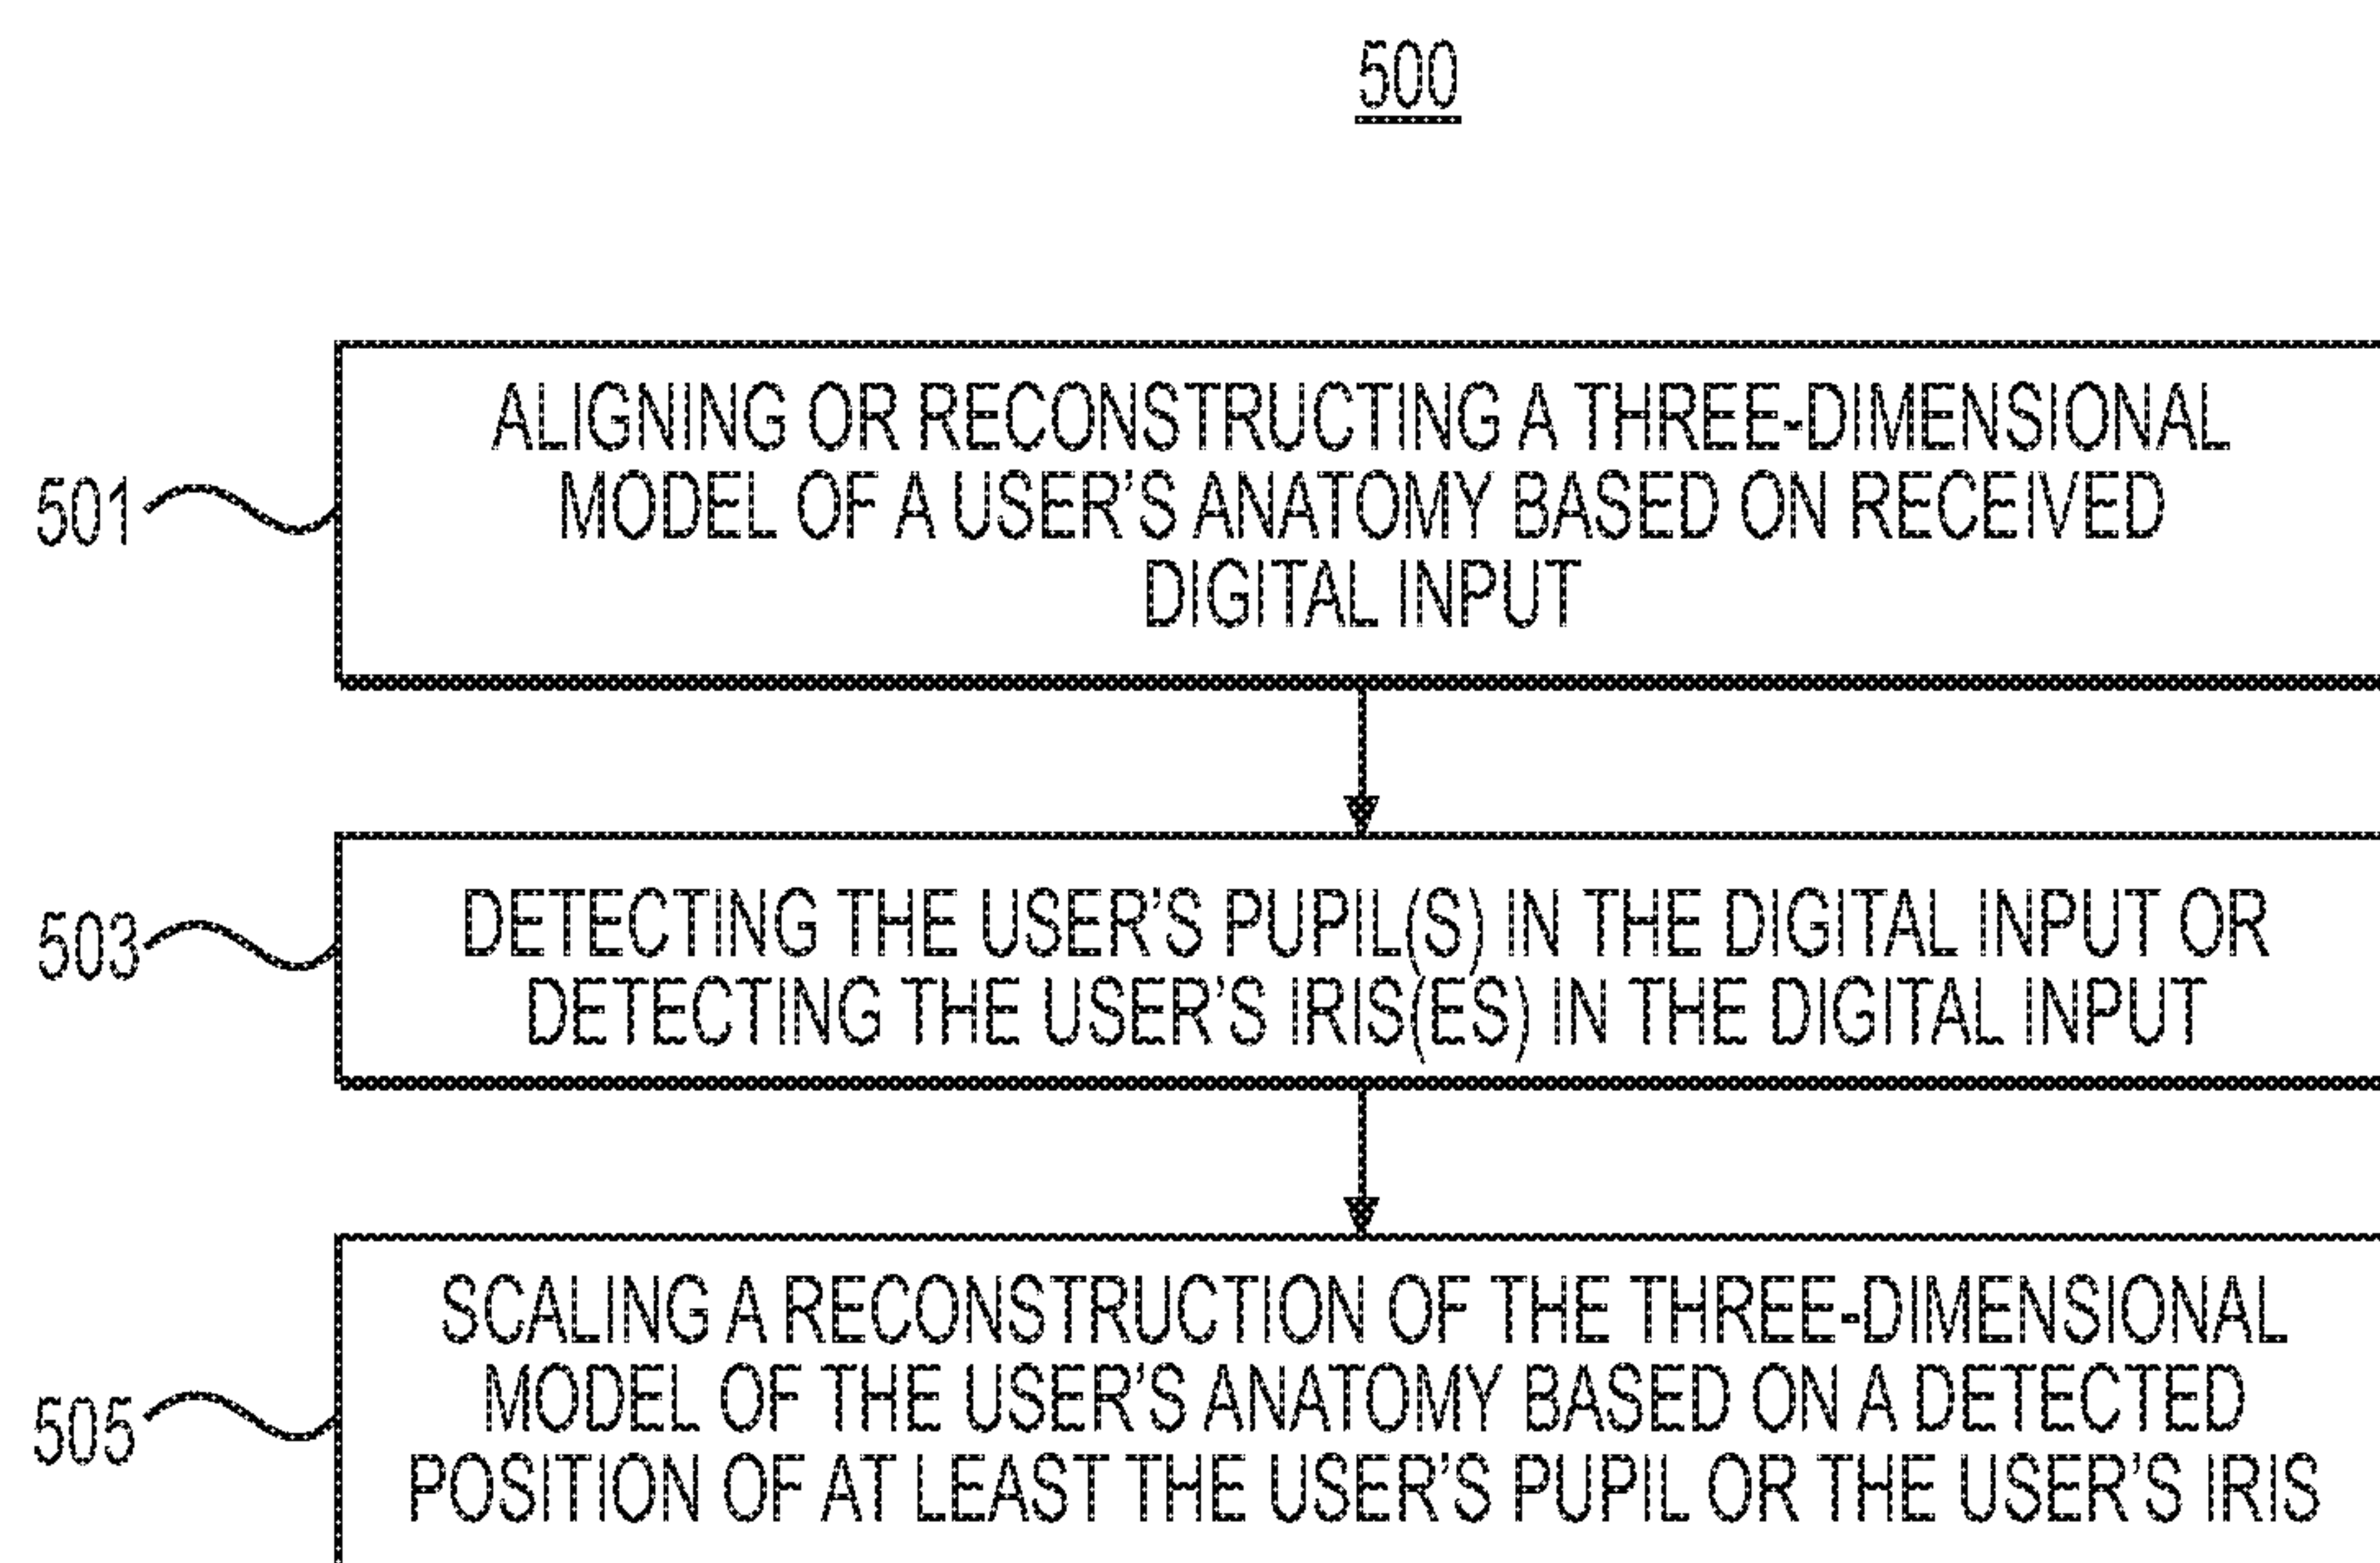 500
ALIGNING OR RECONSTRUCTING A THREE-DIMENSIONAL
MODEL OF A USER’S ANATOMY BASED ON RECEIVED
DIGITAL INPUT
501
DETECTING THE USER’S PUPIL(S) IN THE DIGITAL INPUT OR
DETECTING THE USER’S IRIS(ES) IN THE DIGITAL INPUT
503
SCALING A RECONSTRUCTION OF THE THREE-DIMENSIONAL
MODEL OF THE USER’S ANATOMY BASED ON A DETECTED
POSITION OF AT LEAST THE USER’S PUPIL OR THE USER’S IRIS
505